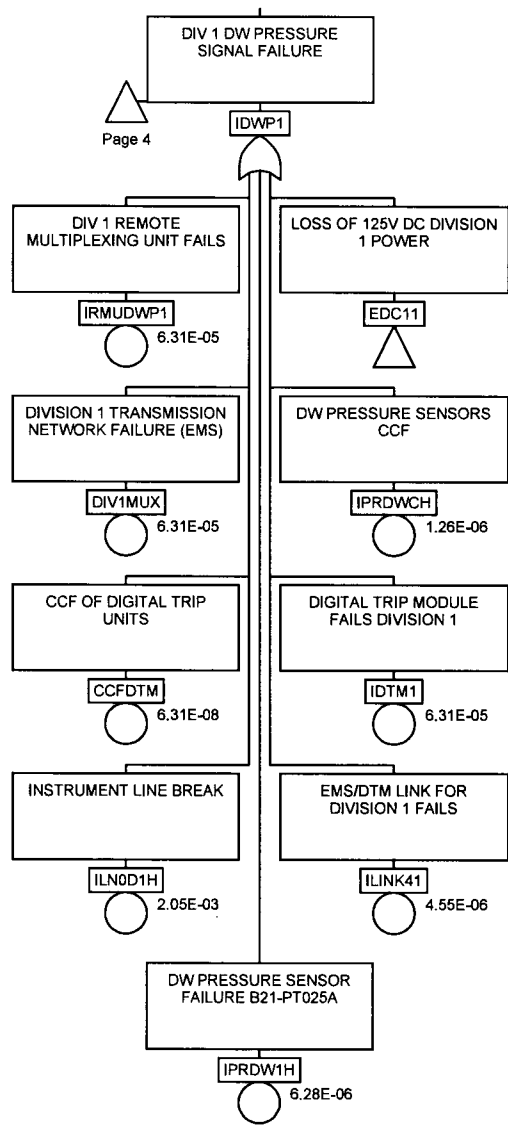 DIV 1 DW PRESSURE
SIGNAL FAILURE
Page 4
IDWP1
DIV 1 REMOTE
MULTIPLEXING UNIT FAILS
IRMUDWP1
6.31E-05
LOSS OF 125V DC DIVISION
1 POWER
EDC11
DIVISION 1 TRANSMISSION
NETWORK FAILURE (EMS)
DIV1MUX
6.31E-05
DW PRESSURE SENSORS
CCF
IPRDWCH
1.26E-06
CCF OF DIGITAL TRIP
UNITS
CCFDTM
6.31E-08
DIGITAL TRIP MODULE
FAILS DIVISION 1
IDTM1
6.31E-05
INSTRUMENT LINE BREAK
ILN0D1H
2.05E-03
EMS/DTM LINK FOR
DIVISION 1 FAILS
ILINK41
4.55E-06
DW PRESSURE SENSOR
FAILURE B21-PT025A
IPRDW1H
6.28E-06